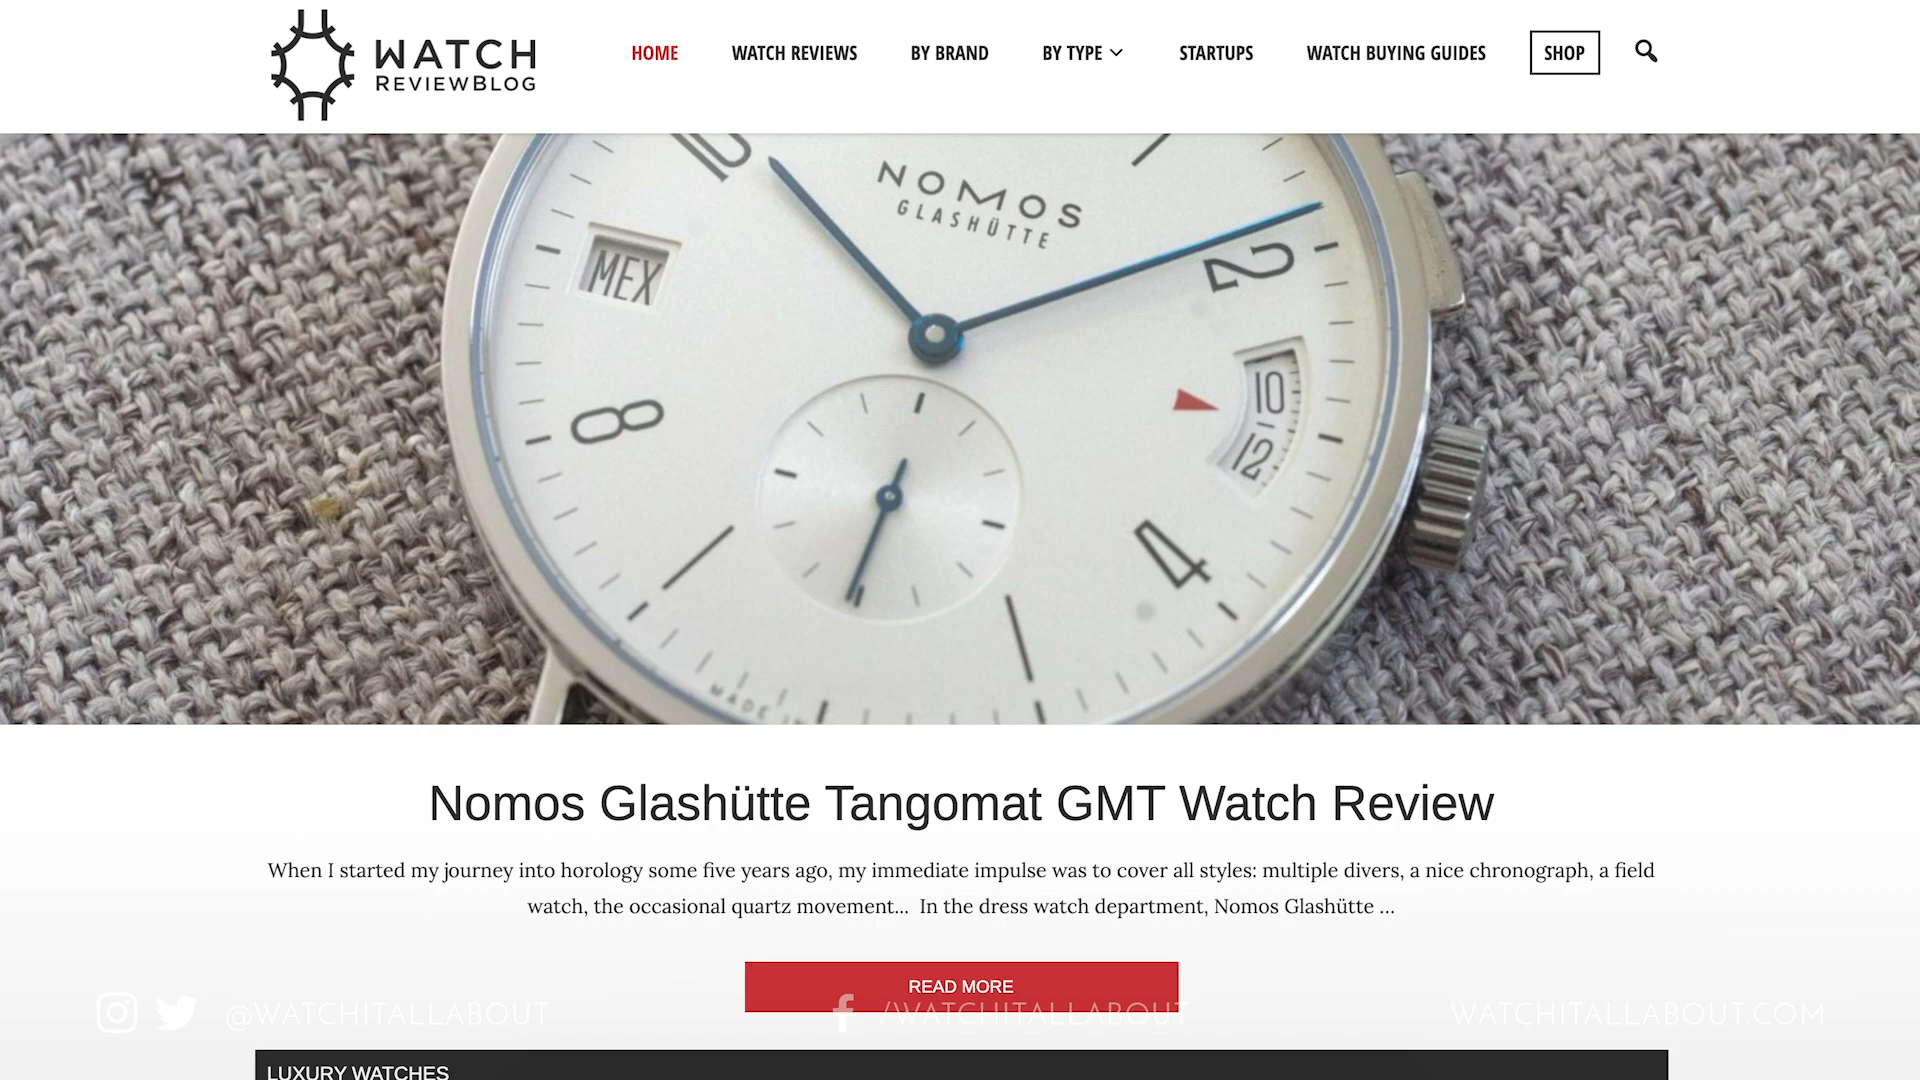 WATCH
REVIEWBLOG
HOME
WATCH REVIEWS
BY BRAND
BY TYPE
STARTUPS
WATCH BUYING GUIDES
SHOP
10
NOMOS
GLASHÜTTE
2
MEX
10
12
8
4
MADE IN
Nomos Glashütte Tangomat GMT Watch Review
When I started my journey into horology some five years ago, my immediate impulse was to cover all styles: multiple divers, a nice chronograph, a field
watch, the occasional quartz movement... In the dress watch department, Nomos Glashütte ...
READ MORE
@WATCHITALLABOUT
/WATCHITALLABOUT
WATCHITALLABOUT.COM
LUXURY WATCHES